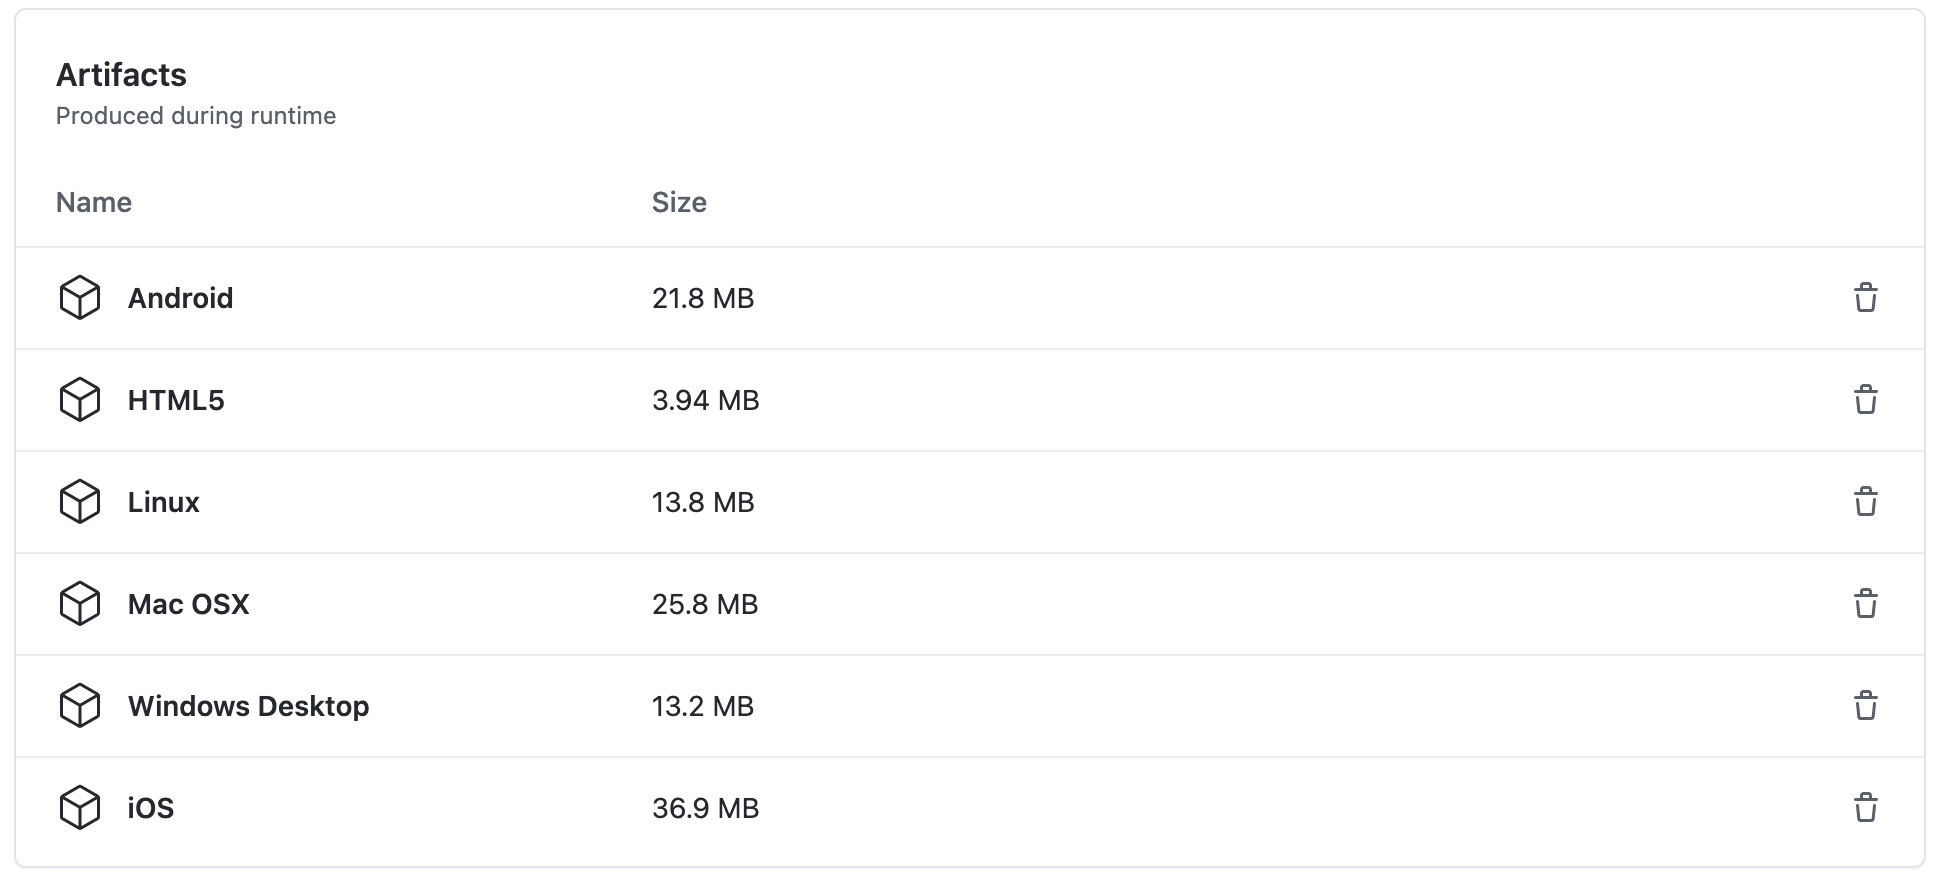 Artifacts
Produced during runtime
Name Size
Android 21.8 MB
HTML5 3.94 MB
Linux 13.8 MB
Mac OSX 25.8 MB
Windows Desktop 13.2 MB
iOS 36.9 MB